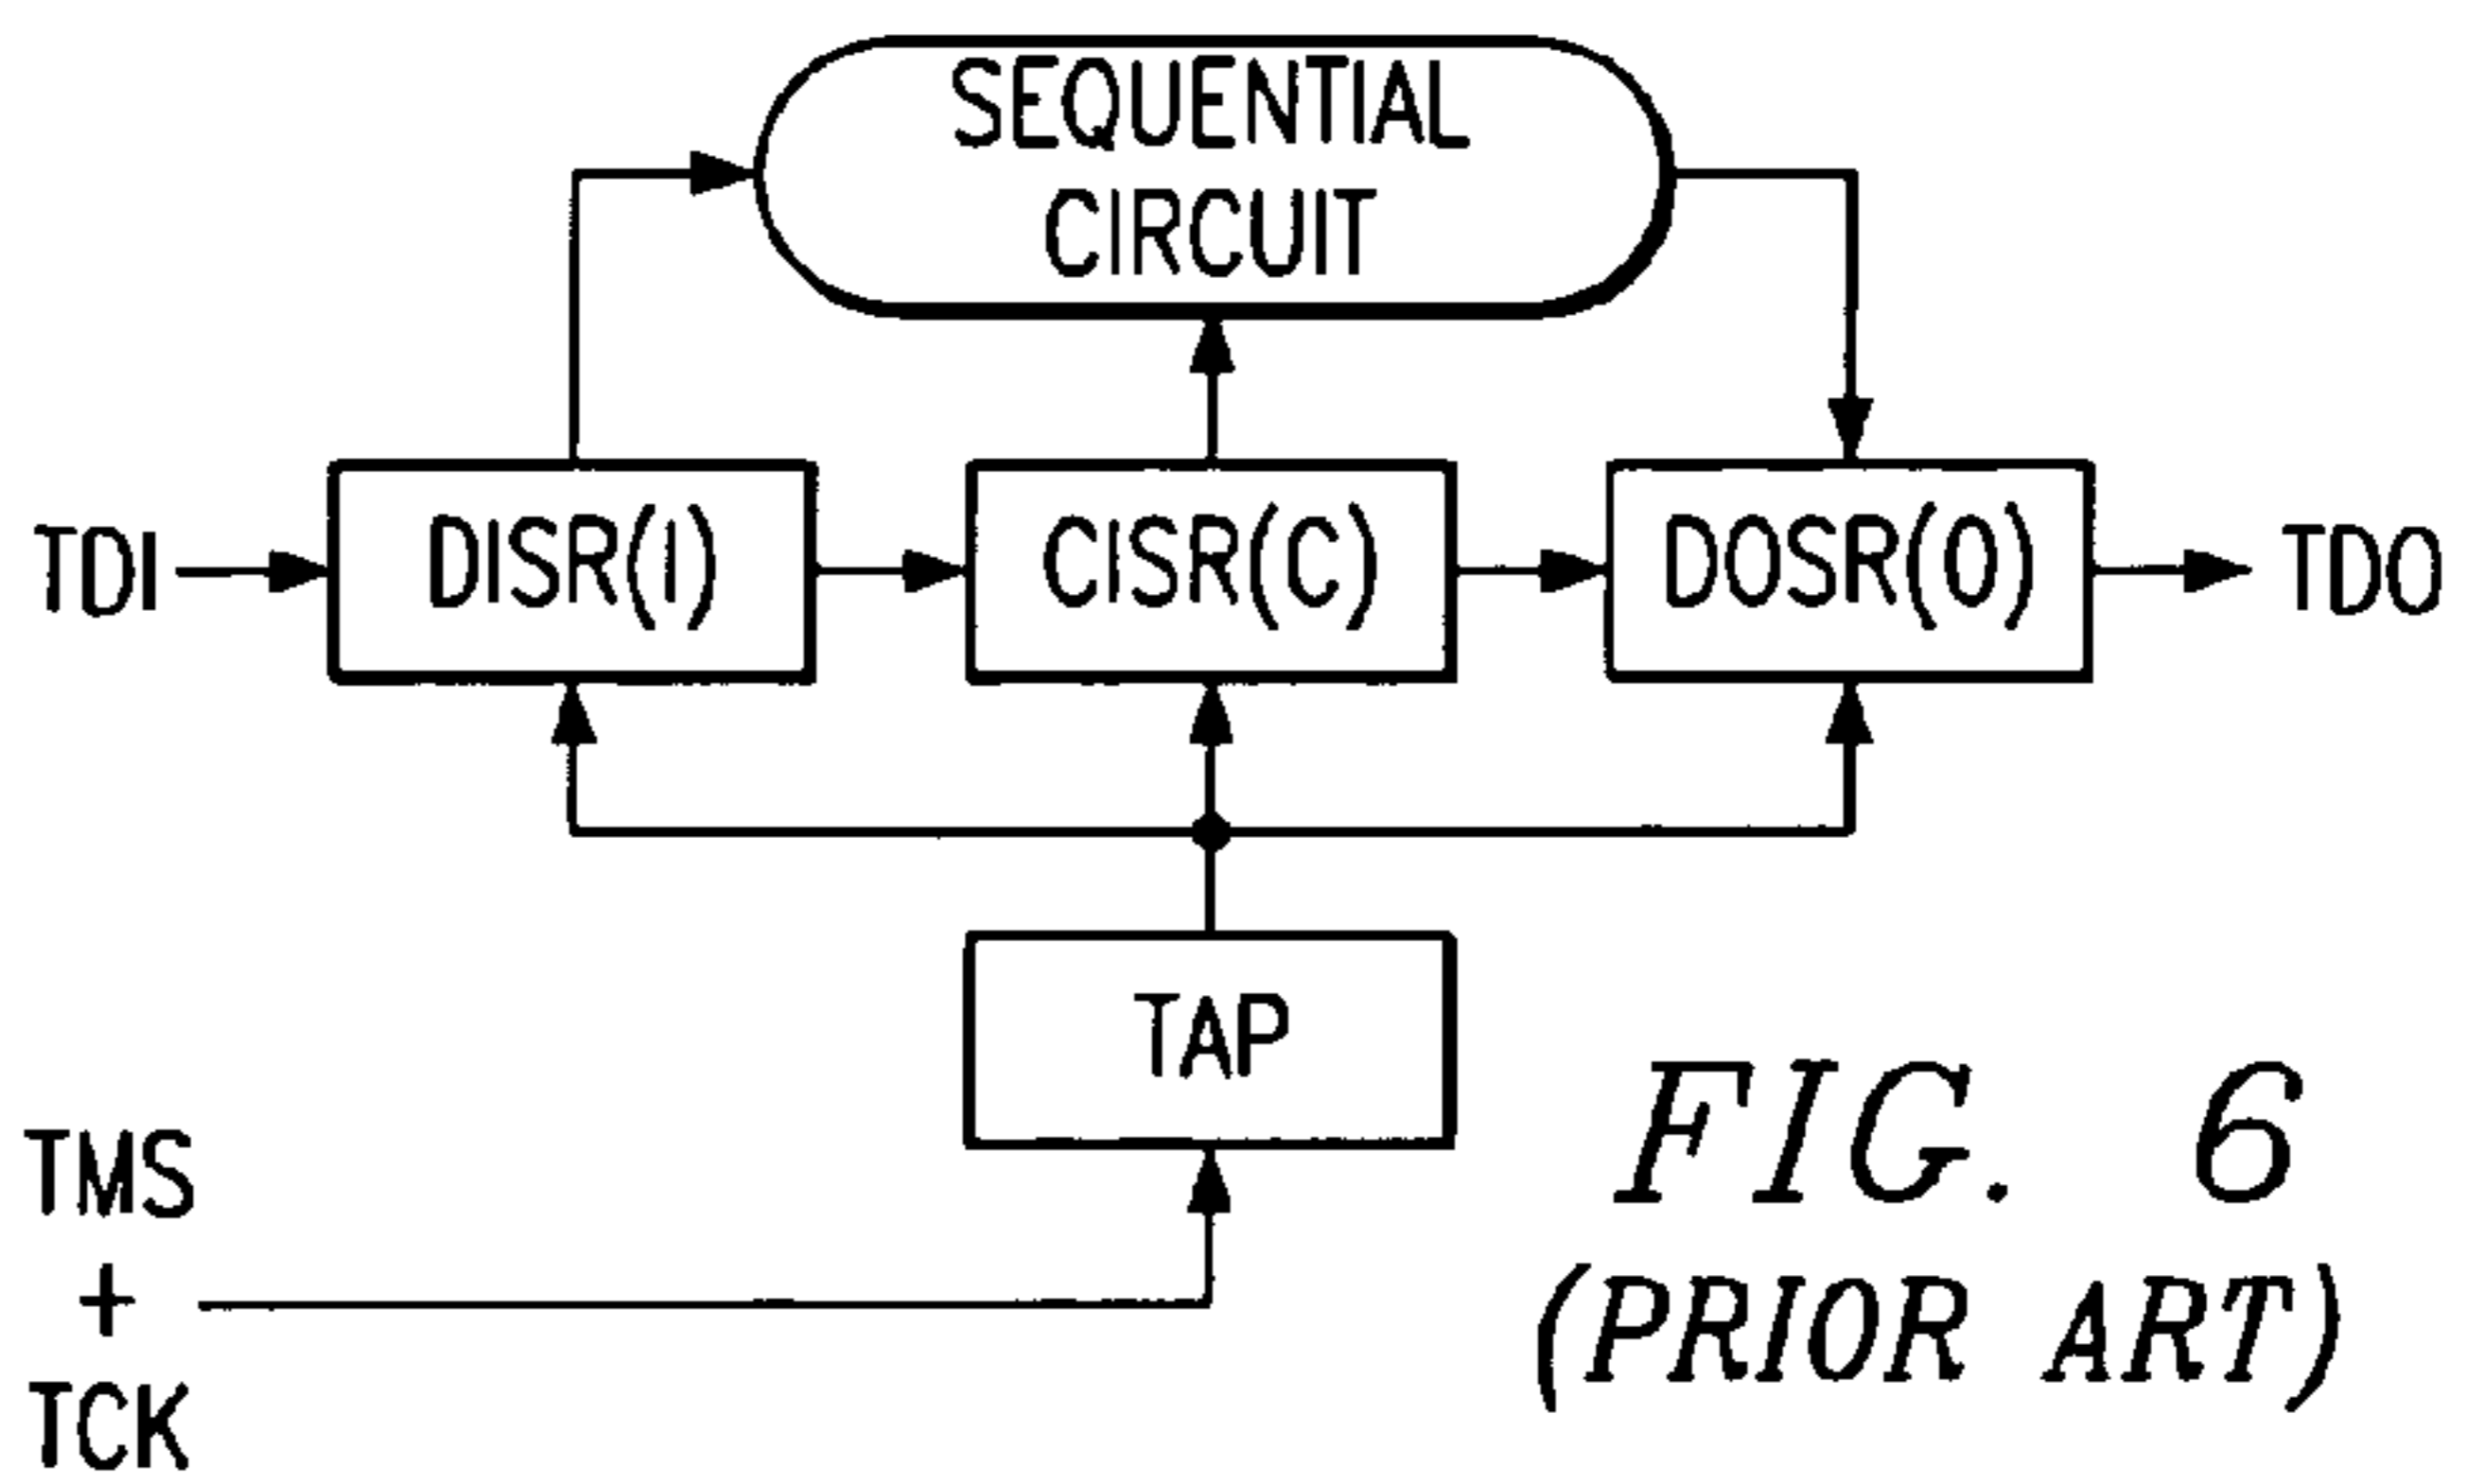 SEQUENTIAL
CIRCUIT
TDI
DISR(I)
CISR(C)
DOSR(O)
TDO
TAP
TMS
+
TCK
FIG. 6
(PRIOR ART)